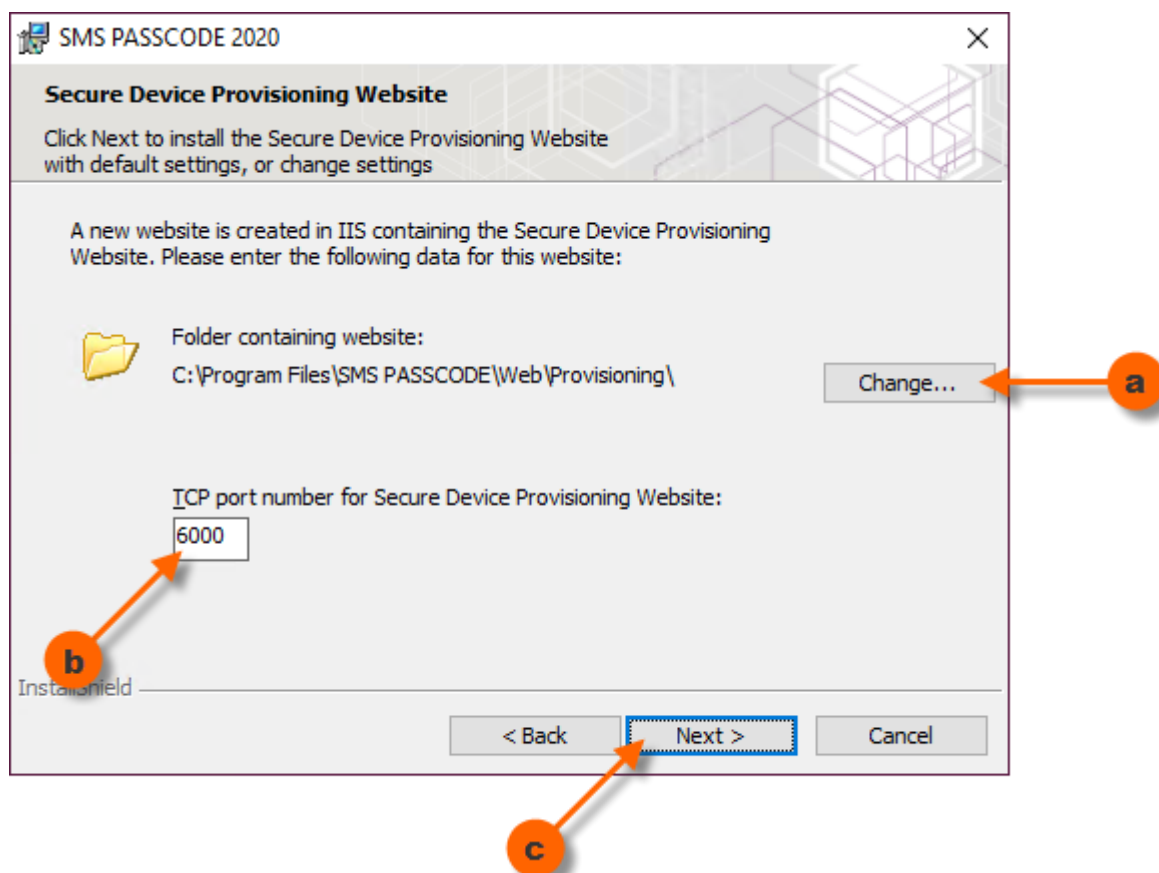 SMS PASSCODE 2020
Secure Device Provisioning Website
Click Next to install the Secure Device Provisioning Website
with default settings, or change settings
A new website is created in IIS containing the Secure Device Provisioning
Website. Please enter the following data for this website:
Folder containing website:
C:\Program Files\SMS PASSCODE\Web\Provisioning\
Change...
a
TCP port number for Secure Device Provisioning Website:
6000
b
InstallShield
< Back
Next >
Cancel
c